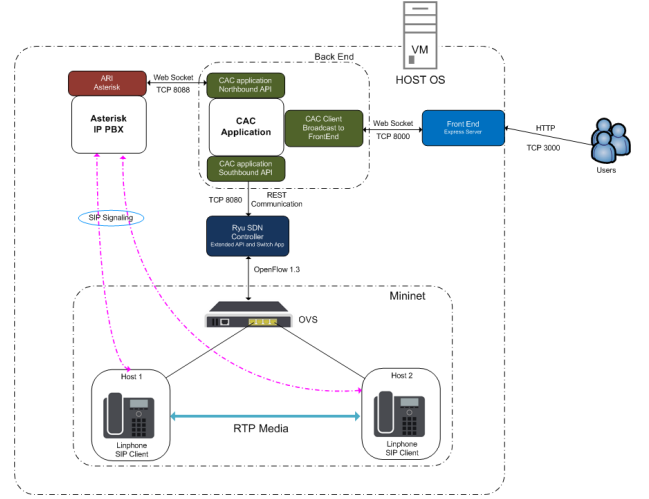 VM
HOST OS
Back End
ARI
Asterisk
Web Socket
TCP 8088
CAC application
Northbound API
Asterisk
IP PBX
CAC
Application
CAC Client
Broadcast to
FrontEnd
Web Socket
TCP 8000
Front End
Express Server
HTTP
TCP 3000
Users
CAC application
Southbound API
TCP 8080
REST
Communication
SIP Signaling
Ryu SDN
Controller
Extended API and Switch App
OpenFlow 1.3
Mininet
OVS
Host 1
Host 2
RTP Media
Linphone
SIP Client
Linphone
SIP Client